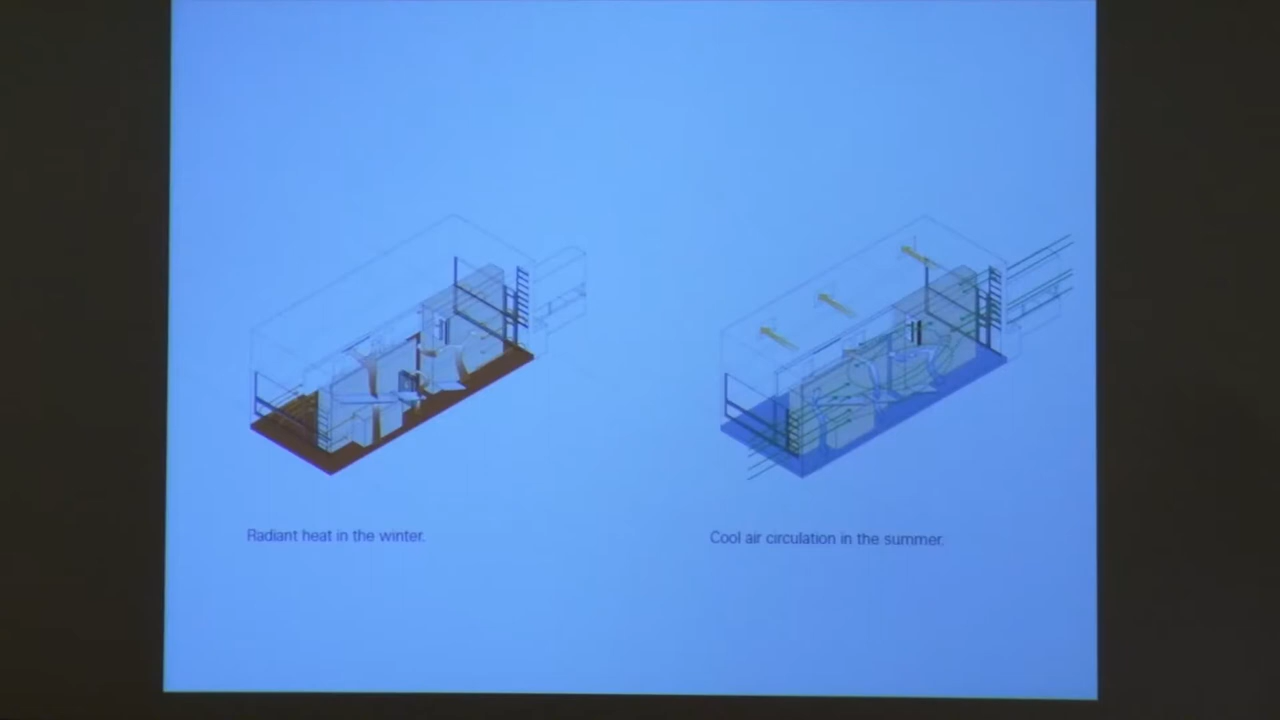 Radiant heat in the winter.
Cool air circulation in the summer.